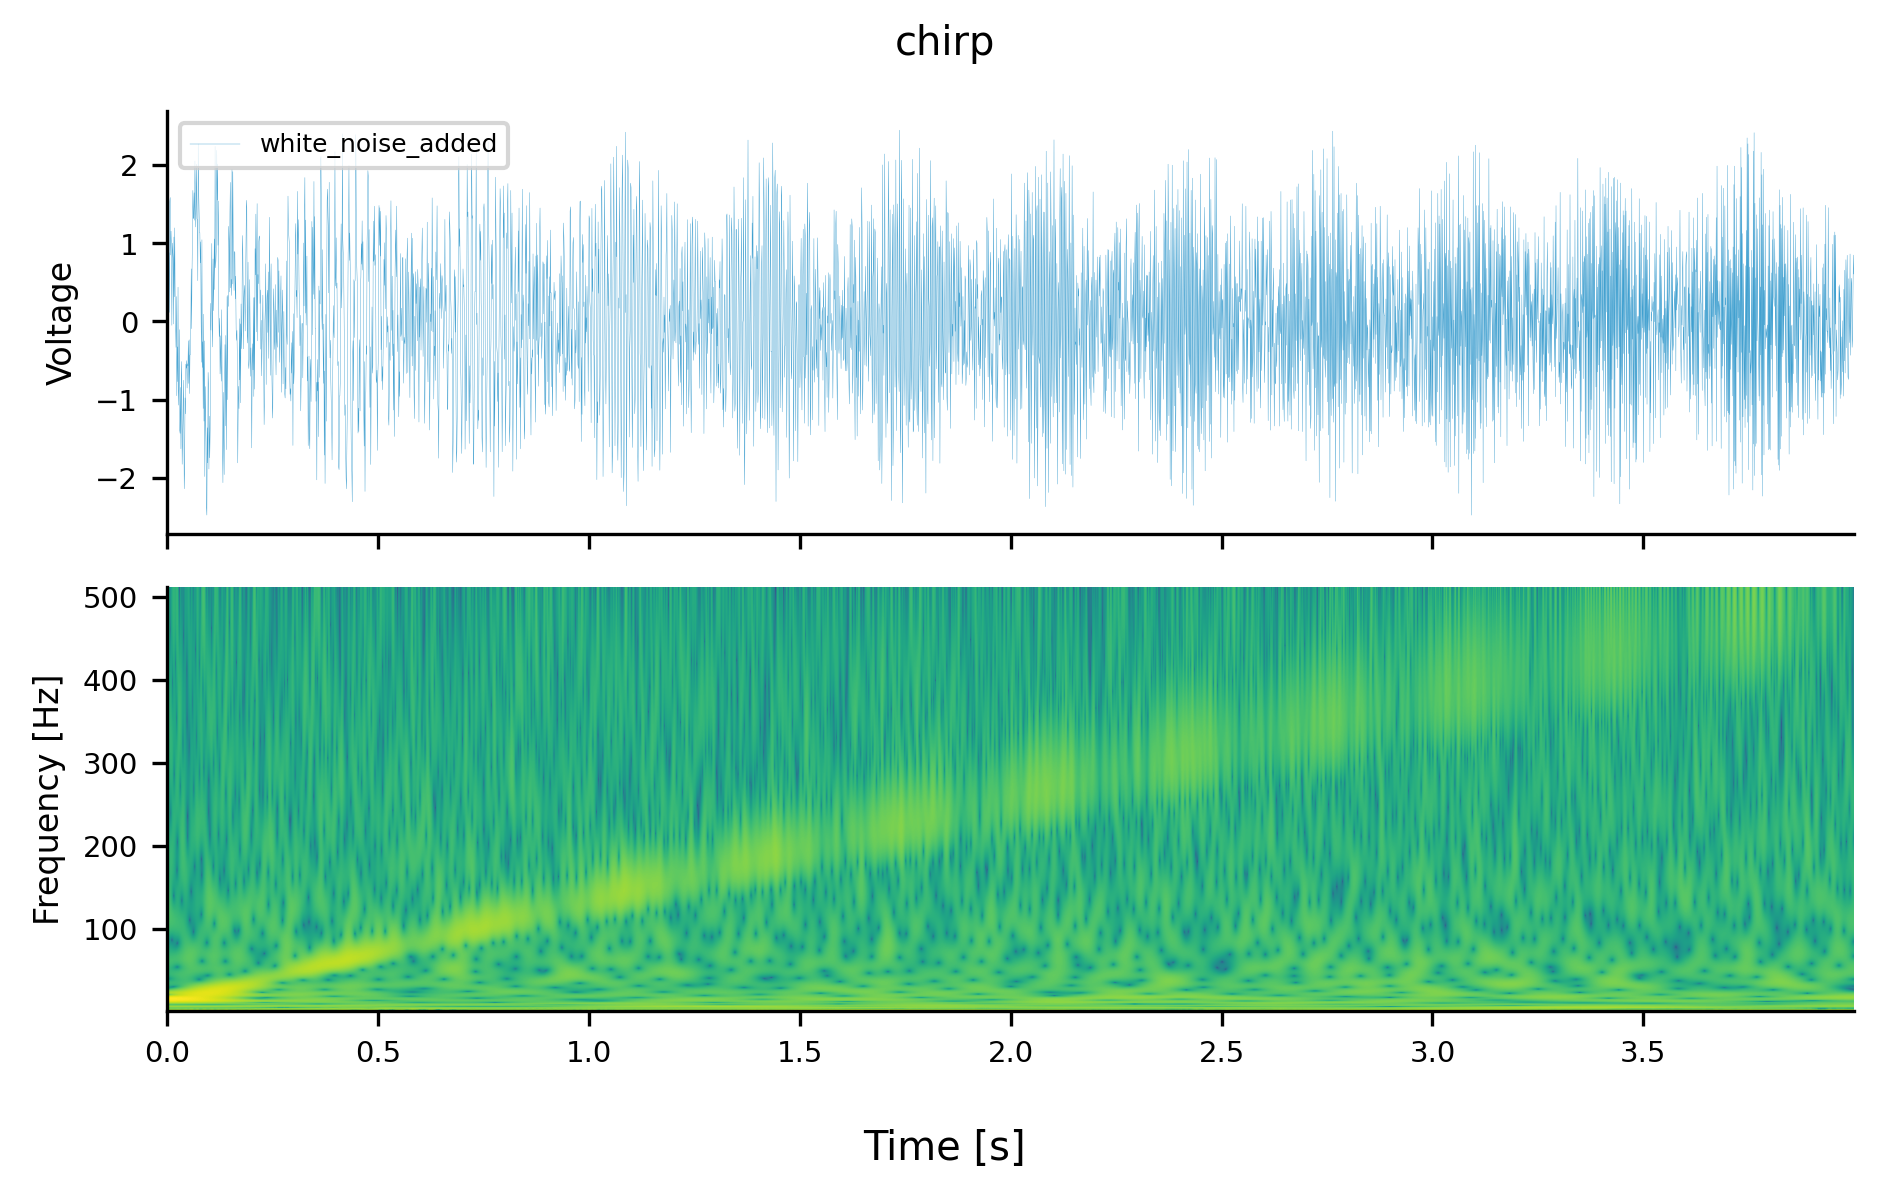 chirp
white_noise_added
Voltage
2
1
0
−1
−2
Frequency [Hz]
500
400
300
200
100
0.0 0.5 1.0 1.5 2.0 2.5 3.0 3.5
Time [s]